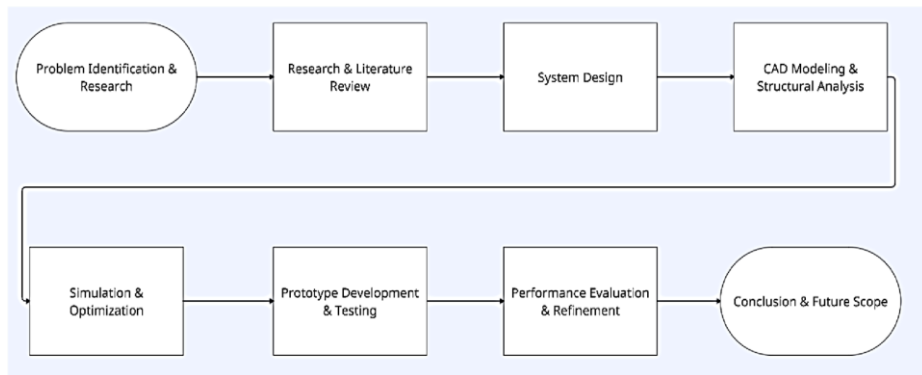 Problem Identification &
Research
Research & Literature
Review
System Design
CAD Modeling &
Structural Analysis
Simulation &
Optimization
Prototype Development
& Testing
Performance Evaluation
& Refinement
Conclusion & Future Scope